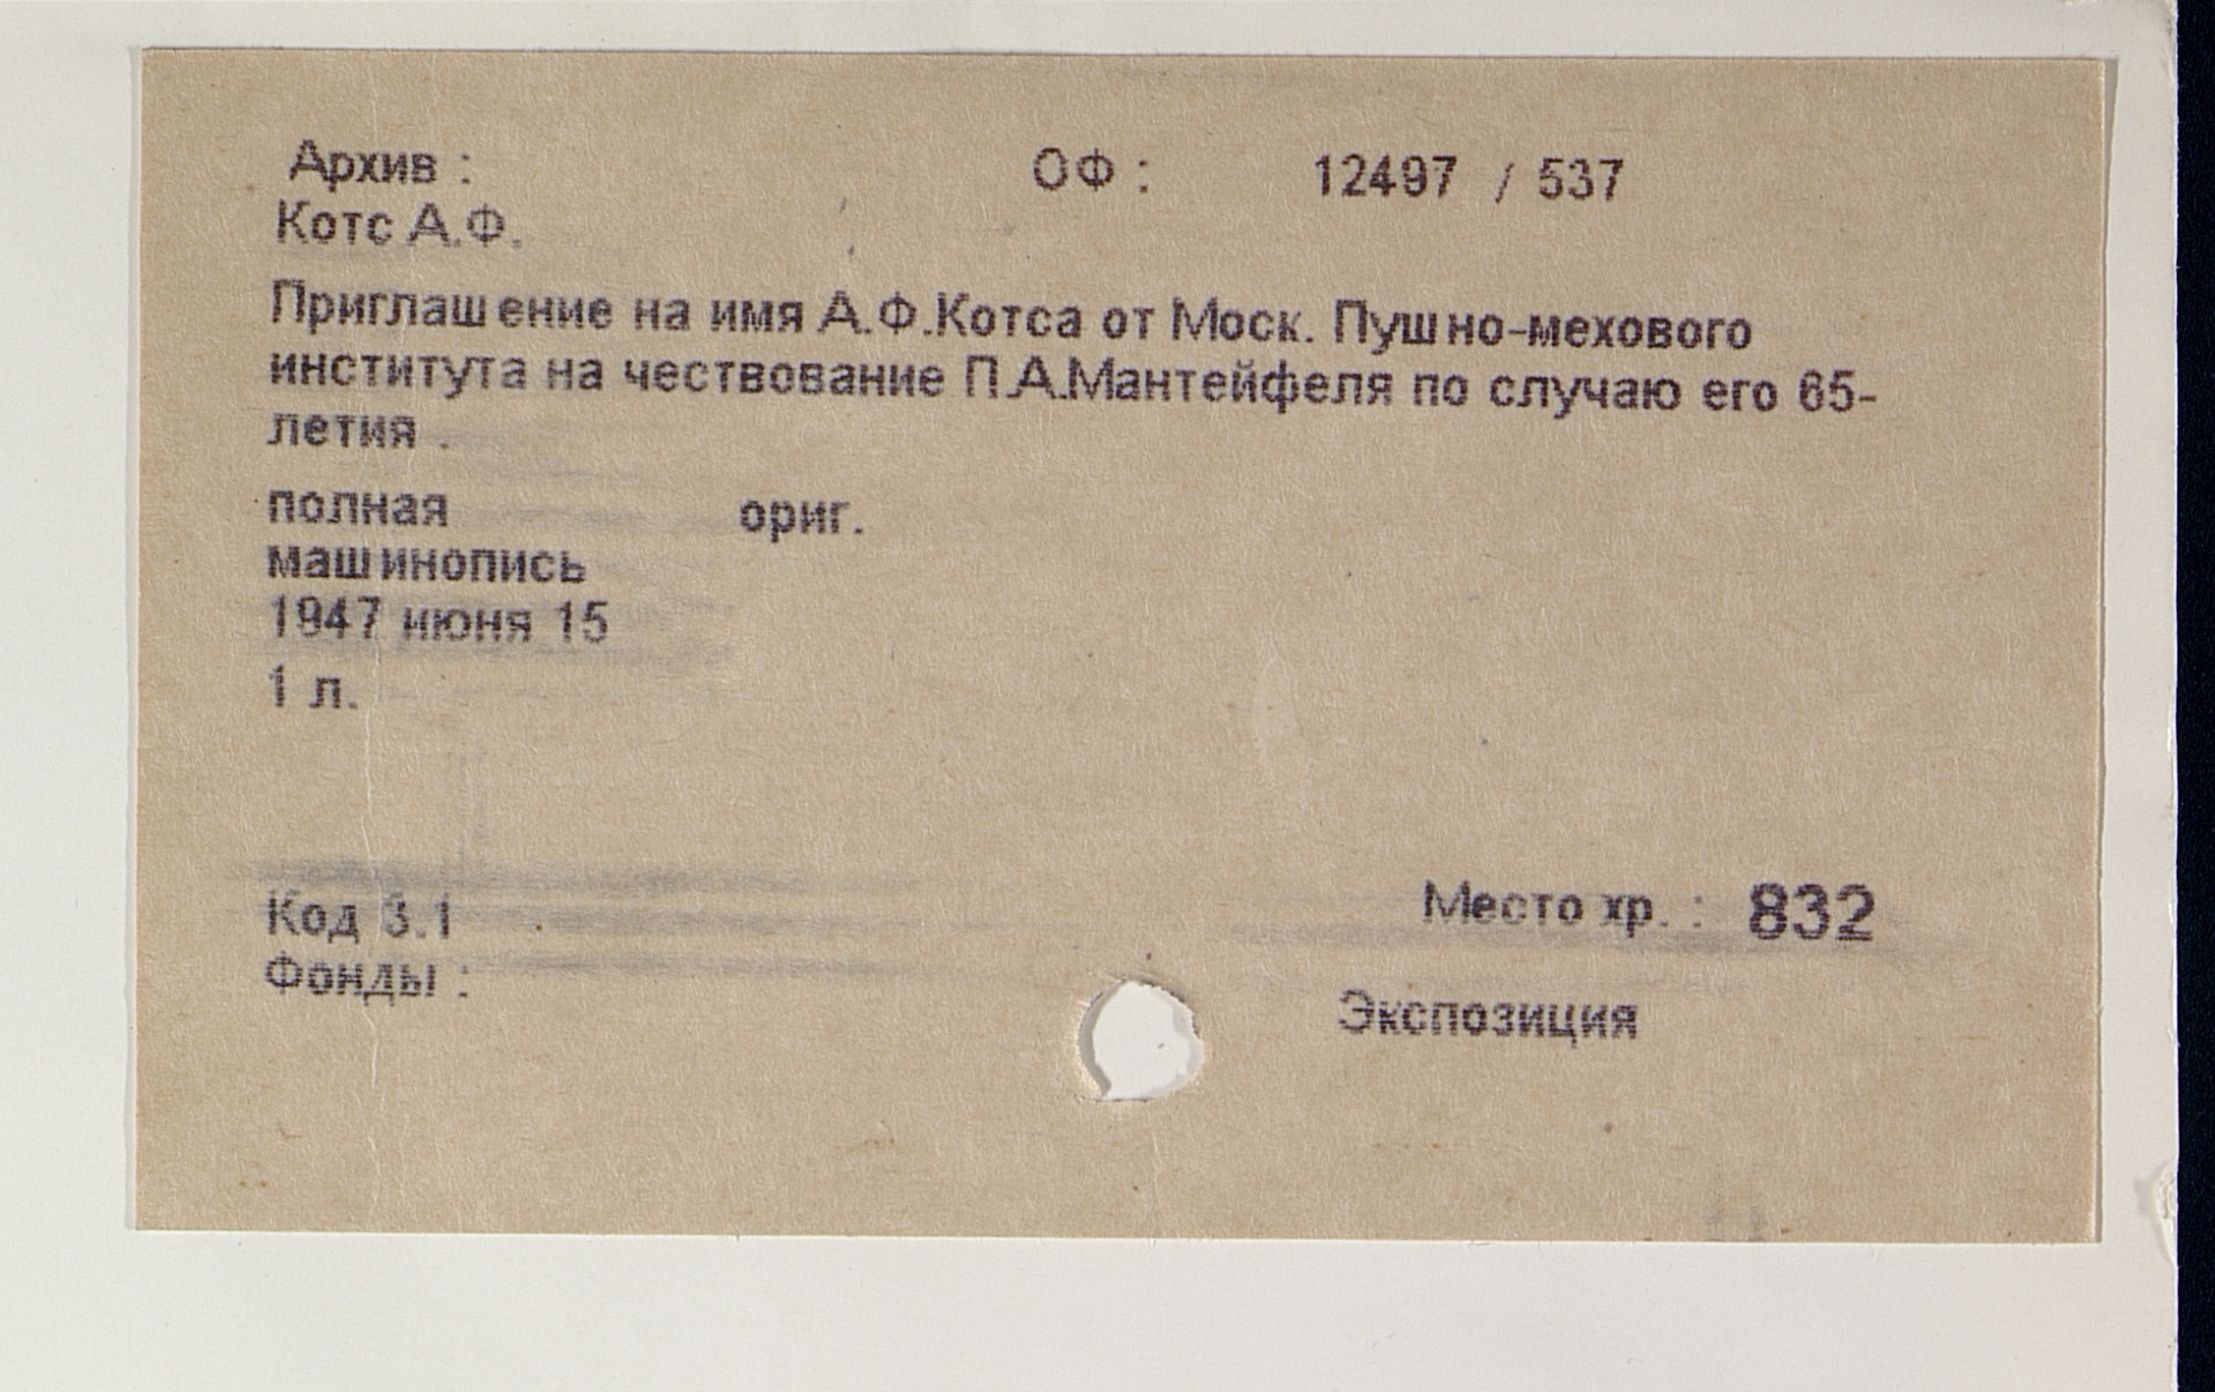 Архив :
ОФ : 12497 / 537
Котс А.Ф.
Приглашение на имя А.Ф.Котса от Моск. Пушно-мехового
института на чествование П.А.Мантейфеля по случаю его 65-
летия .
полная ориг.
машинопись
1947 июня 15
1 л.
Код 3.1
Место хр. : 832
Фонды :
Экспозиция